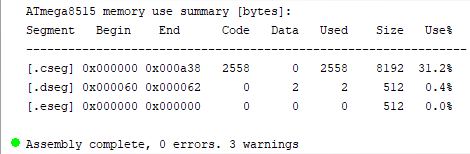 ATmega8515 memory use summary [bytes]:
Segment   Begin    End      Code   Data   Used    Size   Use%
---------------------------------------------------------------
[.cseg] 0x000000 0x000a38   2558      0   2558    8192  31.2%
[.dseg] 0x000060 0x000062      0      2      2     512   0.4%
[.eseg] 0x000000 0x000000      0      0      0     512   0.0%
Assembly complete, 0 errors. 3 warnings